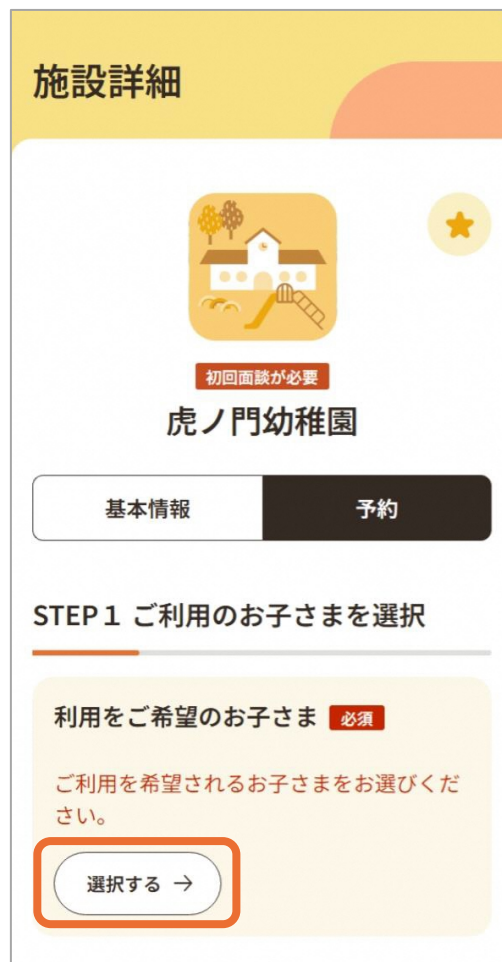 施設詳細
初回面談が必要
虎ノ門幼稚園
基本情報
予約
STEP１ ご利用のお子さまを選択
利用をご希望のお子さま 必須
ご利用を希望されるお子さまをお選びくだ
さい。
選択する →